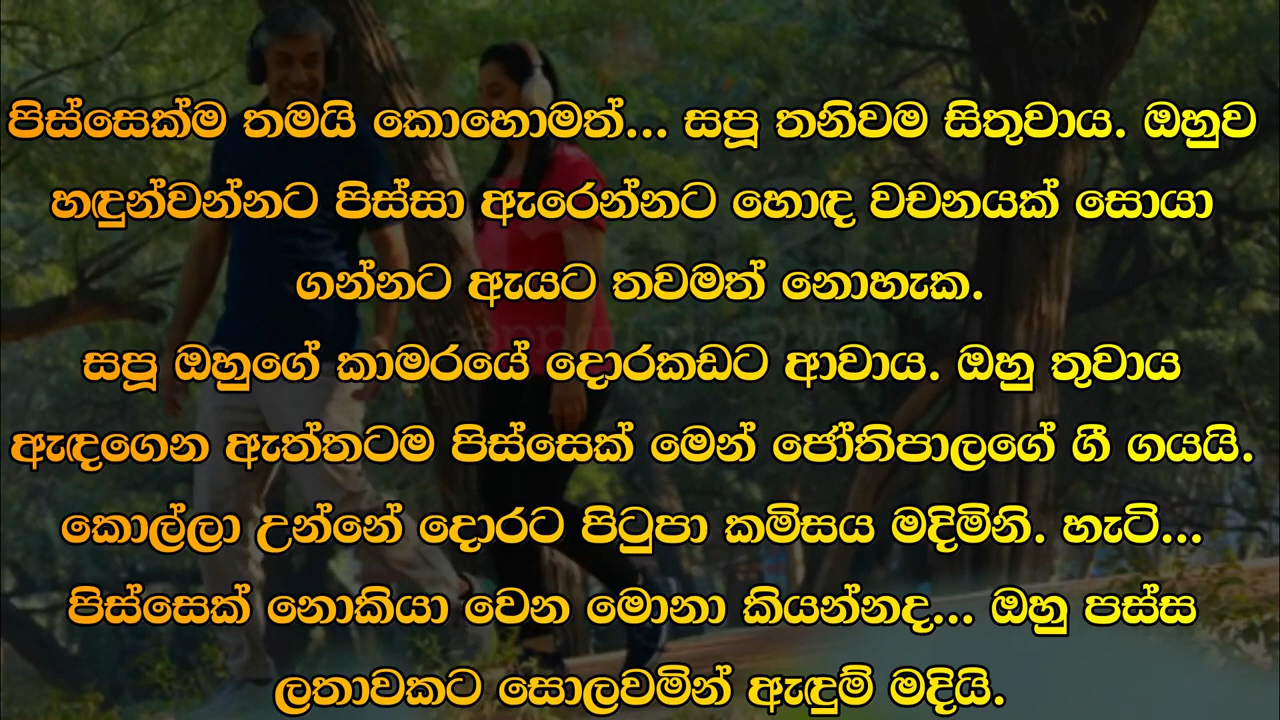 පිස්සෙක්ම තමයි කොහොමත්... සපූ තනිවම සිතුවාය. ඔහුව
හඳුන්වන්නට පිස්සා ඇරෙන්නට හොඳ වචනයක් සොයා
ගන්නට ඇයට තවමත් නොහැක.
සපූ ඔහුගේ කාමරයේ දොරකඩට ආවාය. ඔහු තුවාය
ඇඳගෙන ඇත්තටම පිස්සෙක් මෙන් ජෝතිපාලගේ ගී ගයයි.
කොල්ලා උන්නේ දොරට පිටුපා කමිසය මදිමිනි. හැටි...
පිස්සෙක් නොකියා වෙන මොනා කියන්නද... ඔහු පස්ස
ලතාවකට සොලවමින් ඇඳුම් මදියි.